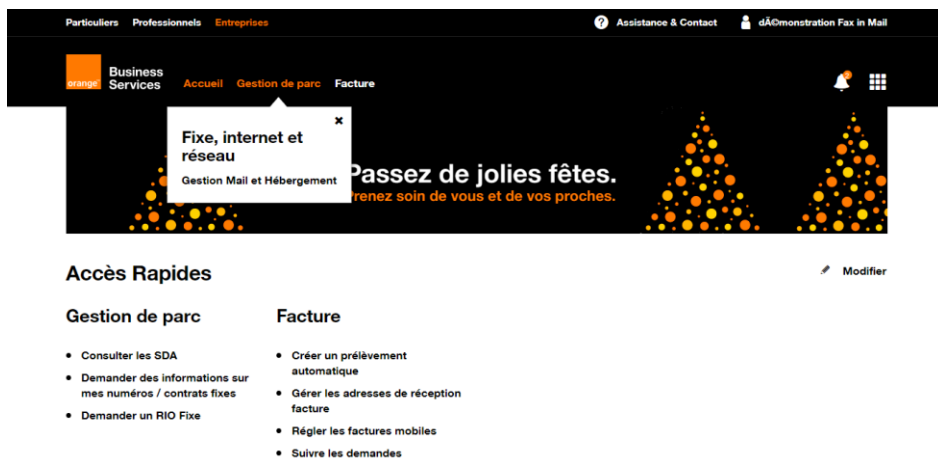 Particuliers Professionnels Entreprises
? Assistance & Contact
dÃ©monstration Fax in Mail
orange™
Business
Services
Accueil Gestion de parc Facture
Fixe, internet et
réseau
Gestion Mail et Hébergement
Passez de jolies fêtes.
Prenez soin de vous et de vos proches.
Accès Rapides
Modifier
Gestion de parc
• Consulter les SDA
• Demander des informations sur
mes numéros / contrats fixes
• Demander un RIO Fixe
Facture
• Créer un prélèvement
automatique
• Gérer les adresses de réception
facture
• Régler les factures mobiles
• Suivre les demandes